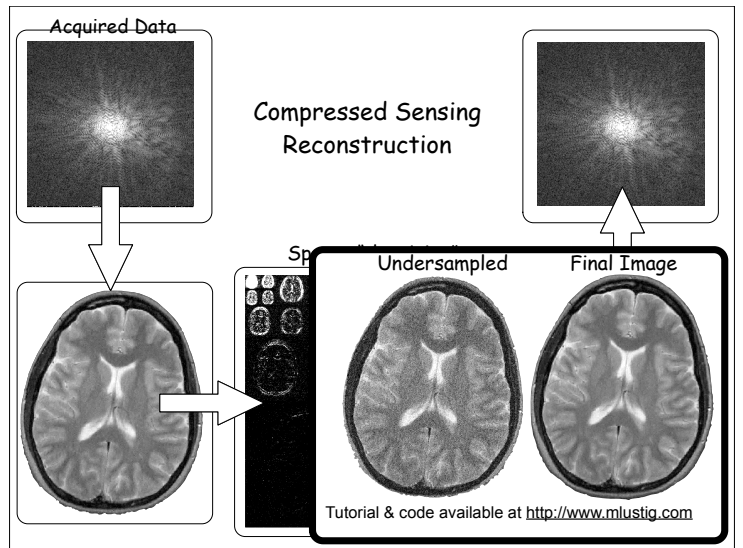 Acquired Data
Compressed Sensing
Reconstruction
Undersampled
Final Image
Tutorial & code available at http://www.mlustig.com